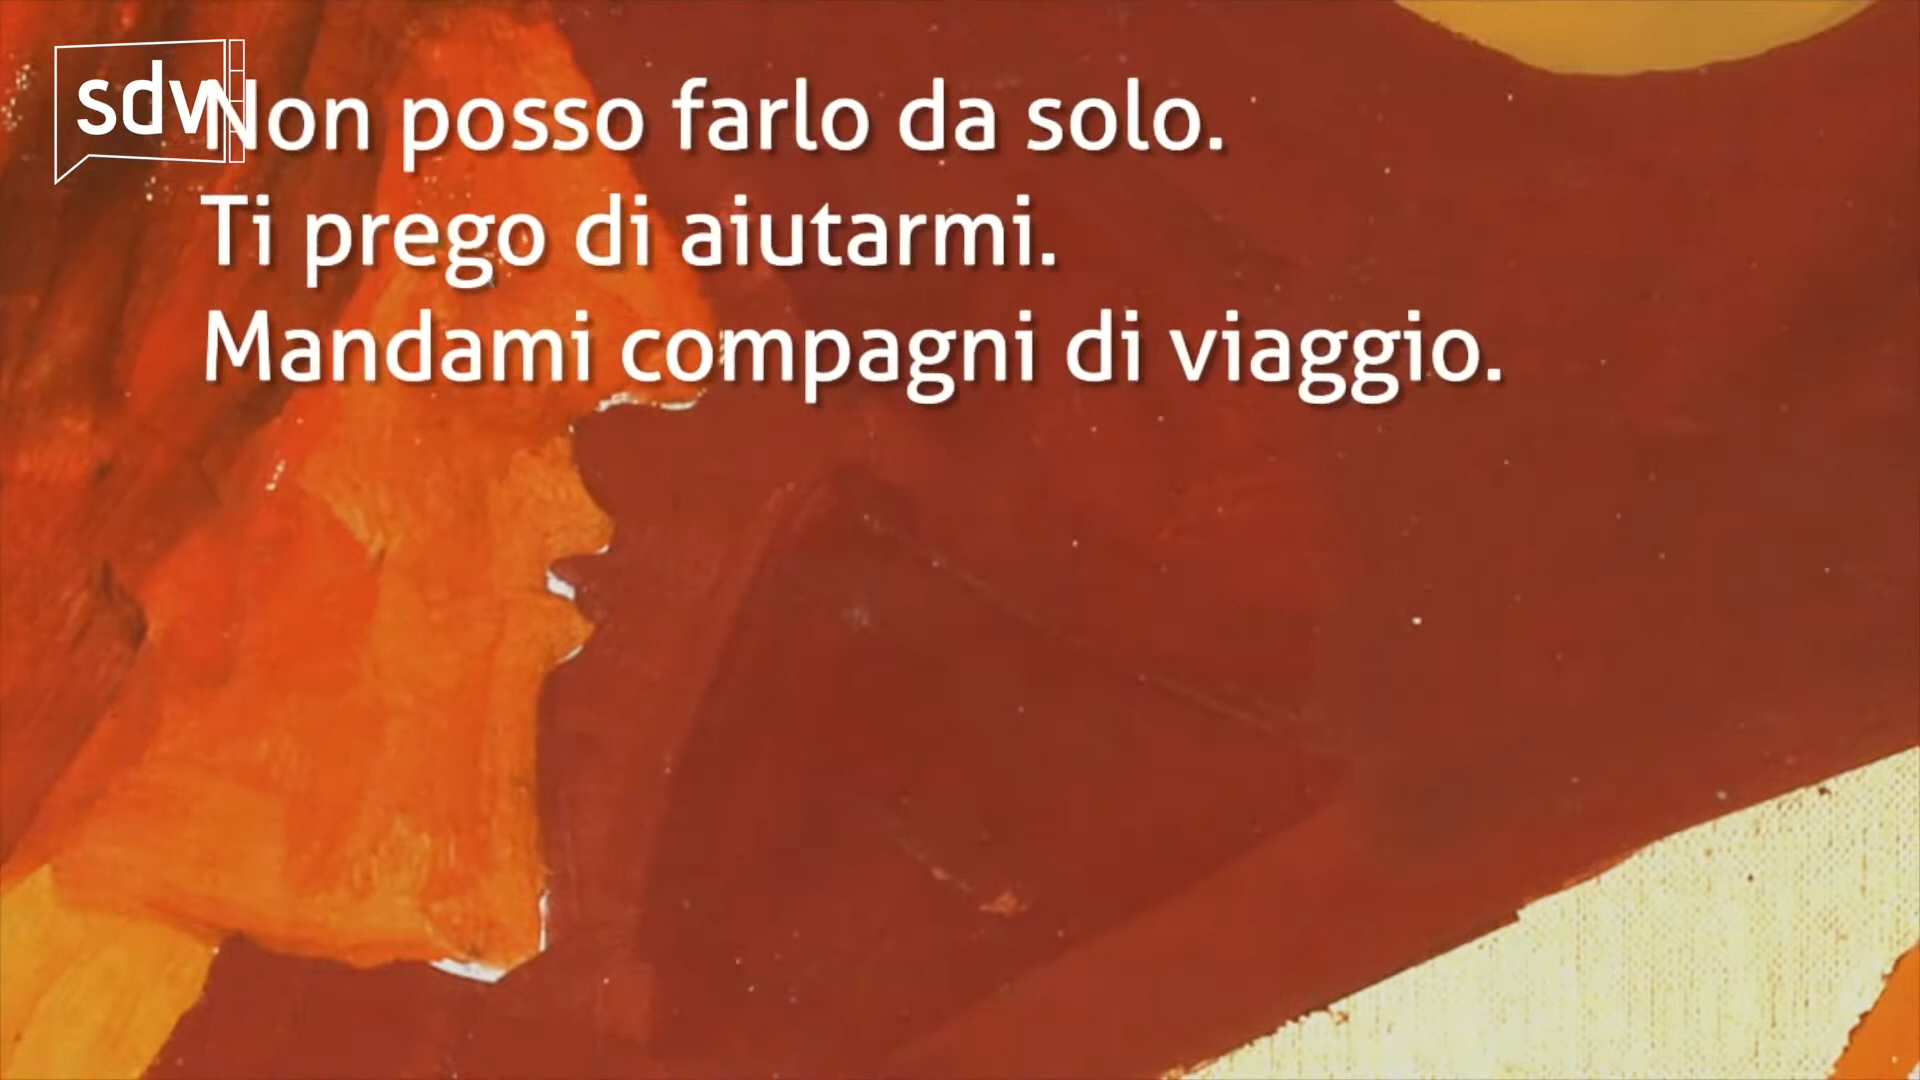 sdv
Non posso farlo da solo.
Ti prego di aiutarmi.
Mandami compagni di viaggio.